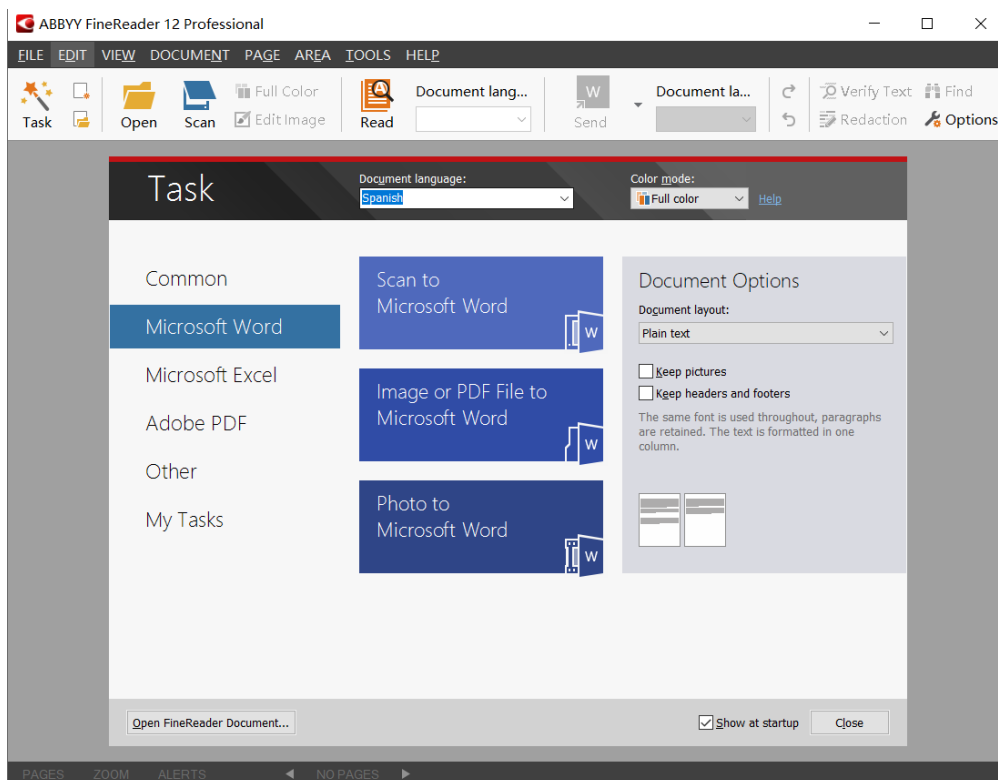 ABBYY FineReader 12 Professional
FILE EDIT VIEW DOCUMENT PAGE AREA TOOLS HELP
Task
Open
Scan
Full Color
Edit Image
Read
Document lang...
W
Send
Document la...
Verify Text
Redaction
Find
Options
Task
Document language:
Spanish
Color mode:
Full color
Help
Common
Microsoft Word
Microsoft Excel
Adobe PDF
Other
My Tasks
Scan to
Microsoft Word
W
Image or PDF File to
Microsoft Word
W
Photo to
Microsoft Word
W
Document Options
Document layout:
Plain text
Keep pictures
Keep headers and footers
The same font is used throughout, paragraphs
are retained. The text is formatted in one
column.
Open FineReader Document...
Show at startup
Close
PAGES ZOOM ALERTS NO PAGES